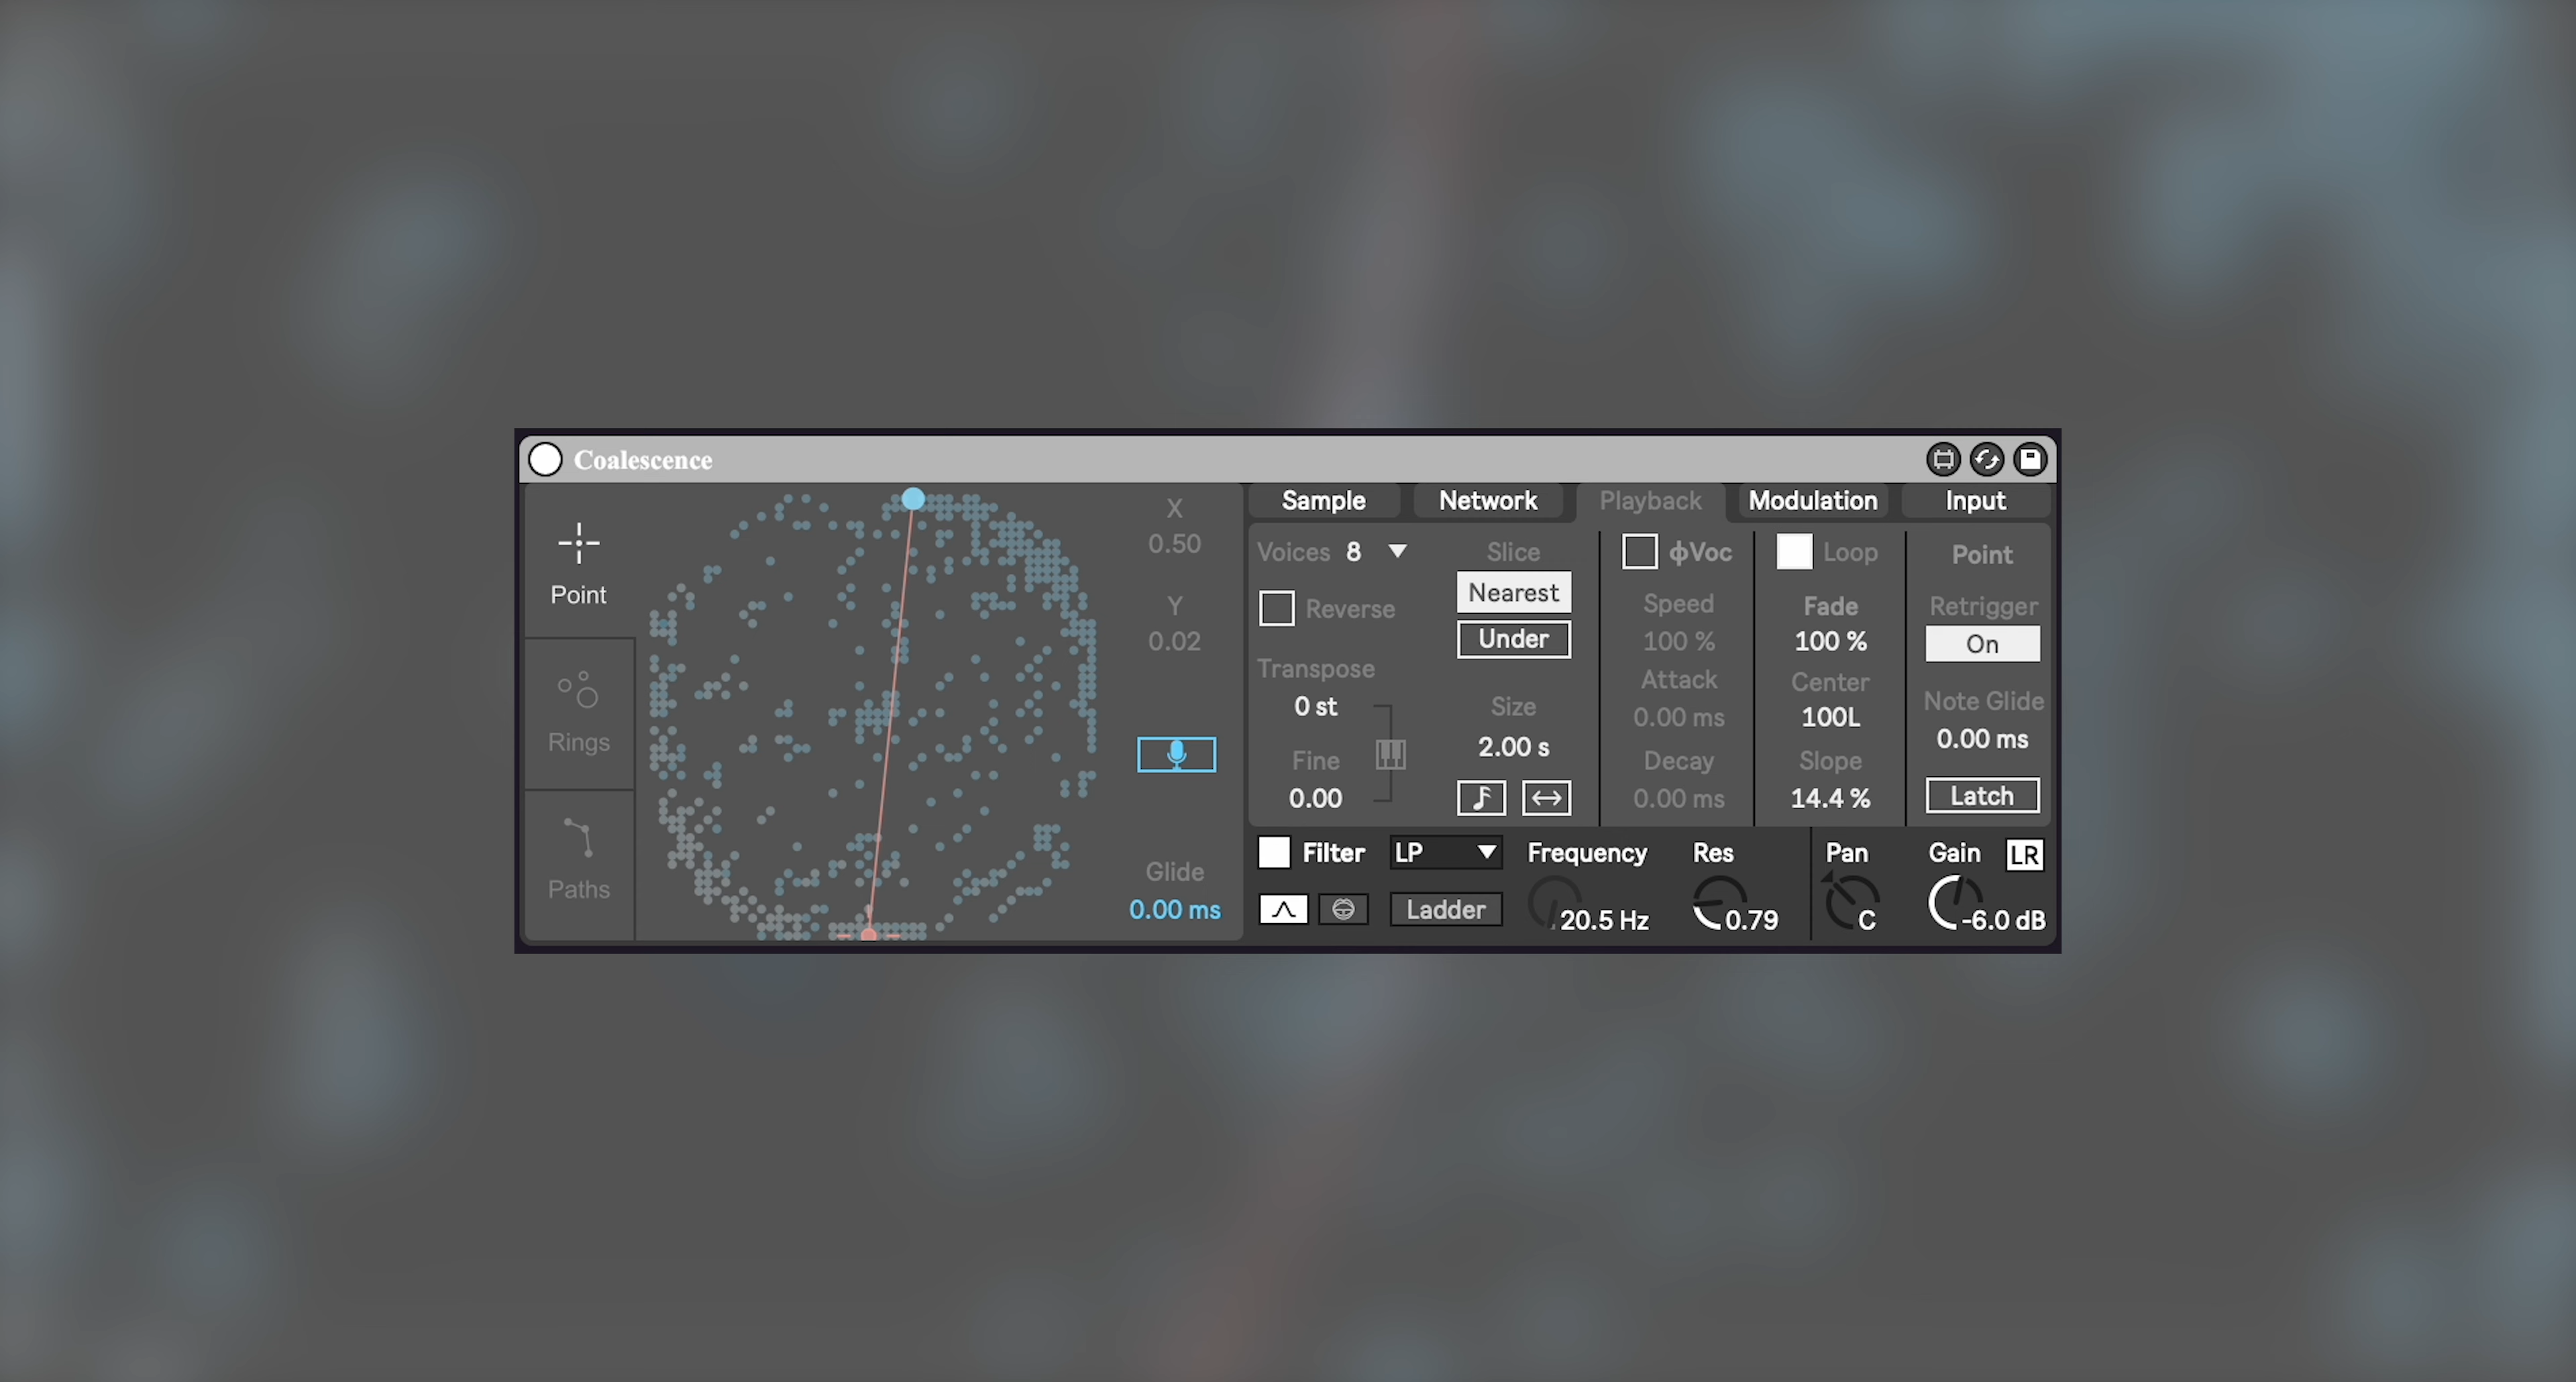 Coalescence
Point
Rings
Paths
X
0.50
Y
0.02
Glide
0.00 ms
Sample
Network
Playback
Modulation
Input
Voices 8
Reverse
Transpose
0 st
Fine
0.00
Slice
Nearest
Under
Size
2.00 s
ϕVoc
Speed
100 %
Attack
0.00 ms
Decay
0.00 ms
Loop
Fade
100 %
Center
100L
Slope
14.4 %
Point
Retrigger
On
Note Glide
0.00 ms
Latch
Filter
LP
Ladder
Frequency
20.5 Hz
Res
0.79
Pan
C
Gain
LR
-6.0 dB